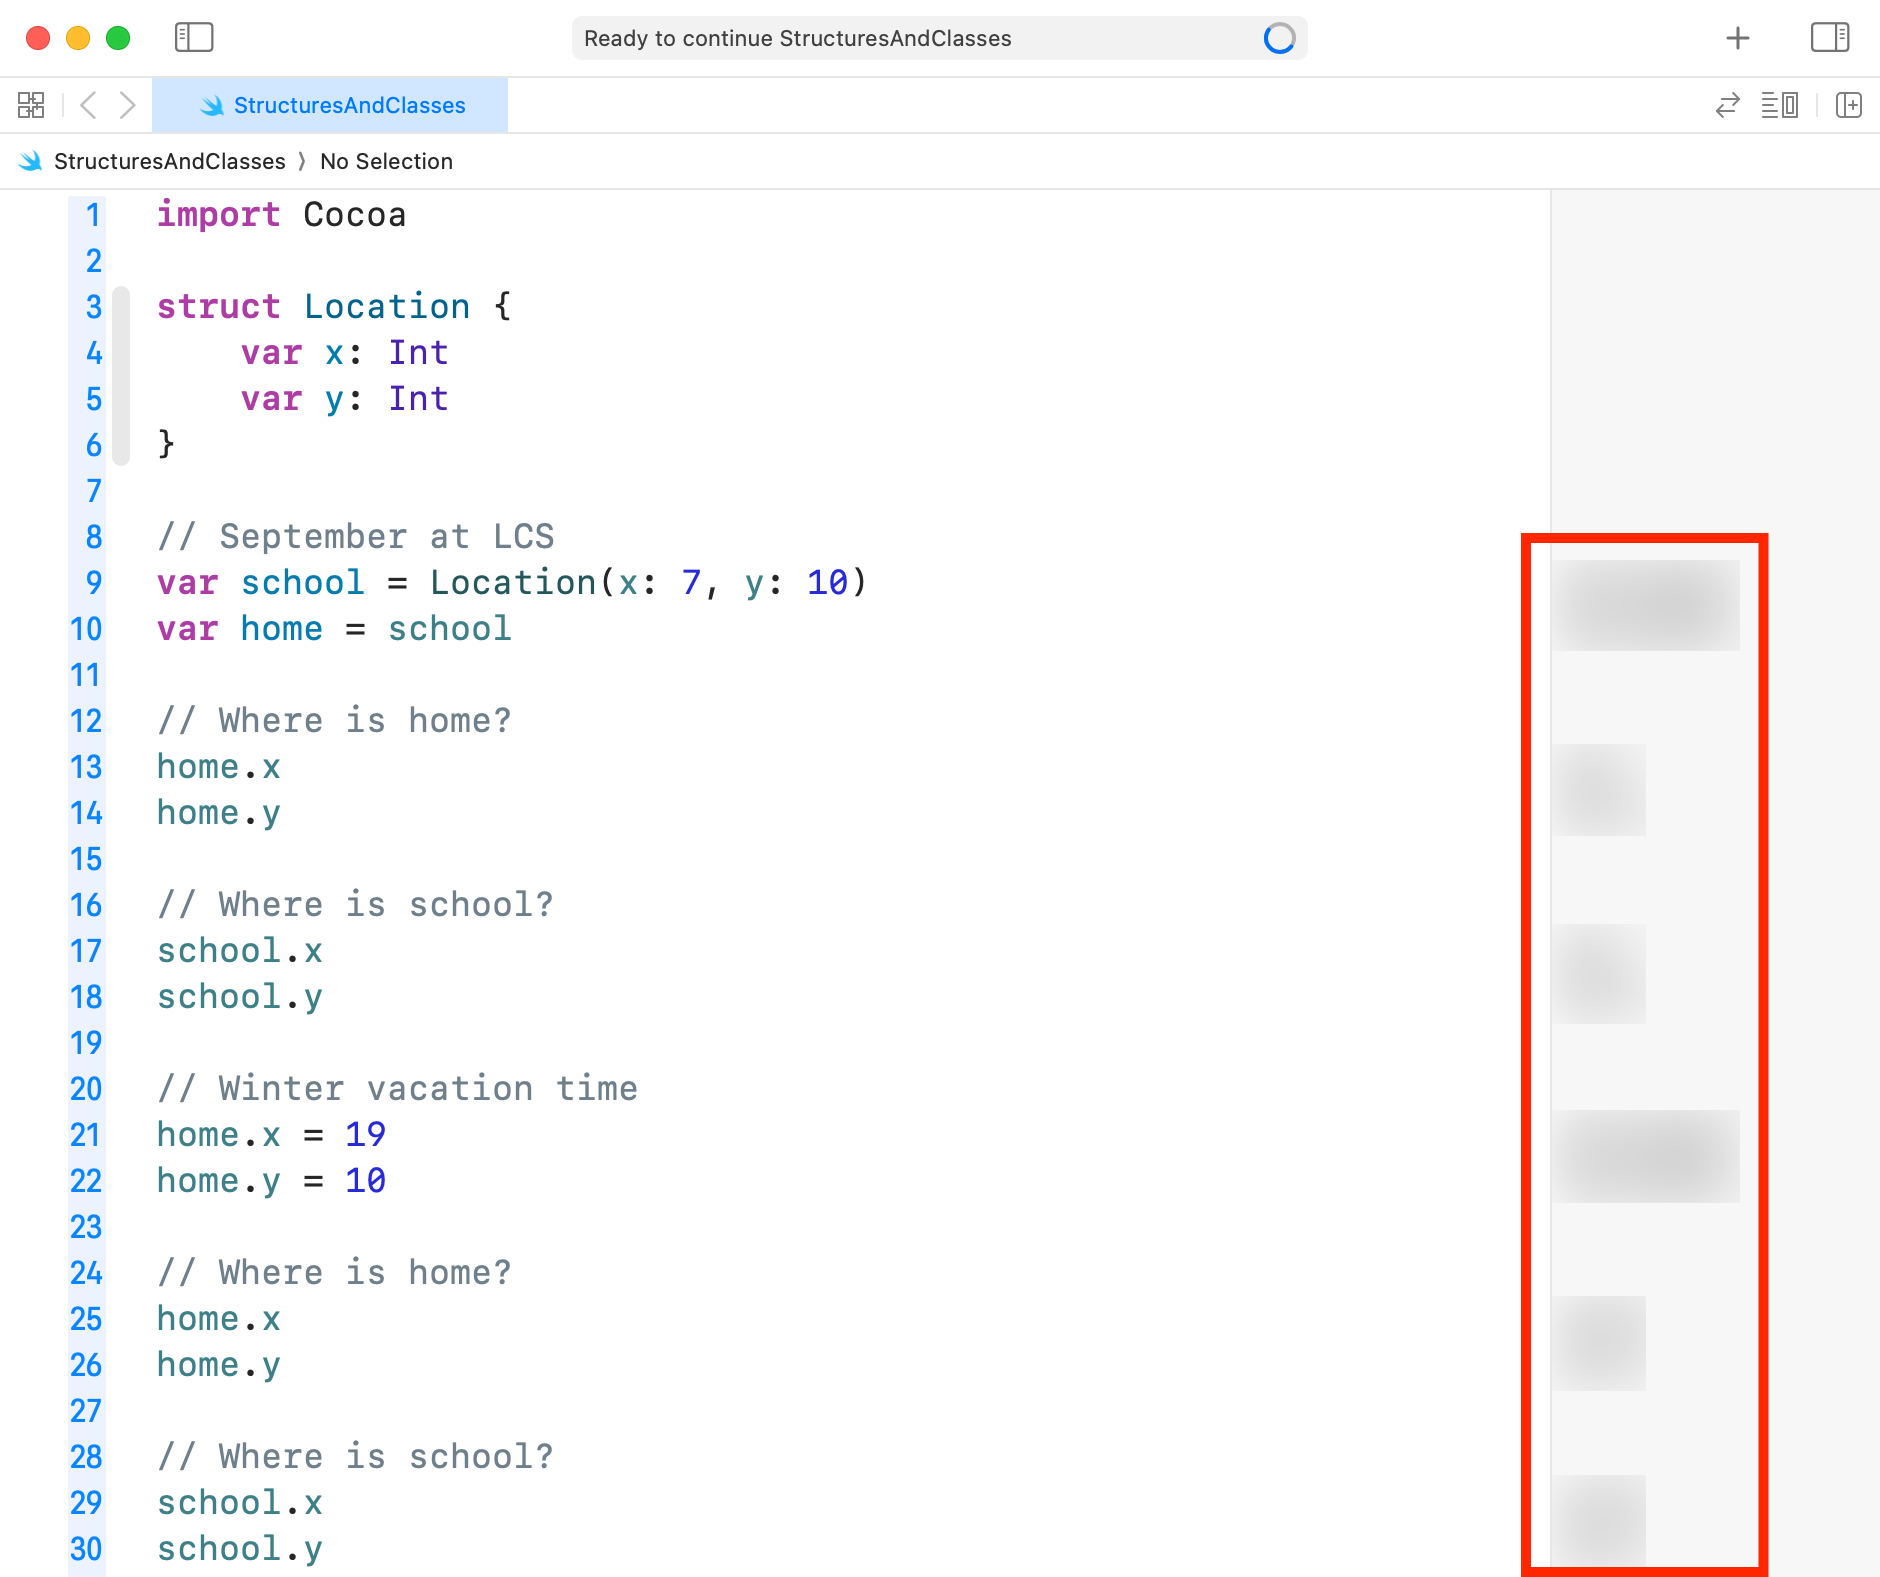 Ready to continue StructuresAndClasses
StructuresAndClasses
StructuresAndClasses ⟩ No Selection
1 import Cocoa
2
3 struct Location {
4     var x: Int
5     var y: Int
6 }
7
8 // September at LCS
9 var school = Location(x: 7, y: 10)
10 var home = school
11
12 // Where is home?
13 home.x
14 home.y
15
16 // Where is school?
17 school.x
18 school.y
19
20 // Winter vacation time
21 home.x = 19
22 home.y = 10
23
24 // Where is home?
25 home.x
26 home.y
27
28 // Where is school?
29 school.x
30 school.y